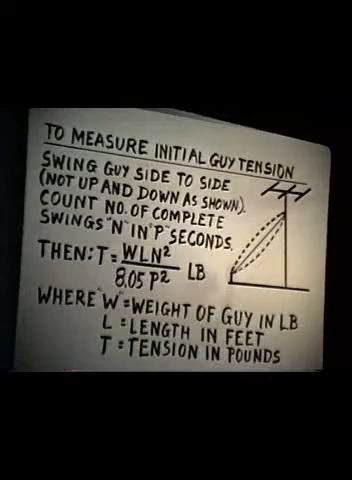 TO MEASURE INITIAL GUY TENSION
SWING GUY SIDE TO SIDE
(NOT UP AND DOWN AS SHOWN).
COUNT NO. OF COMPLETE
SWINGS "N" IN "P" SECONDS.
THEN: T = WLN² / 8.05 P² LB
WHERE "W" = WEIGHT OF GUY IN LB
L = LENGTH IN FEET
T = TENSION IN POUNDS